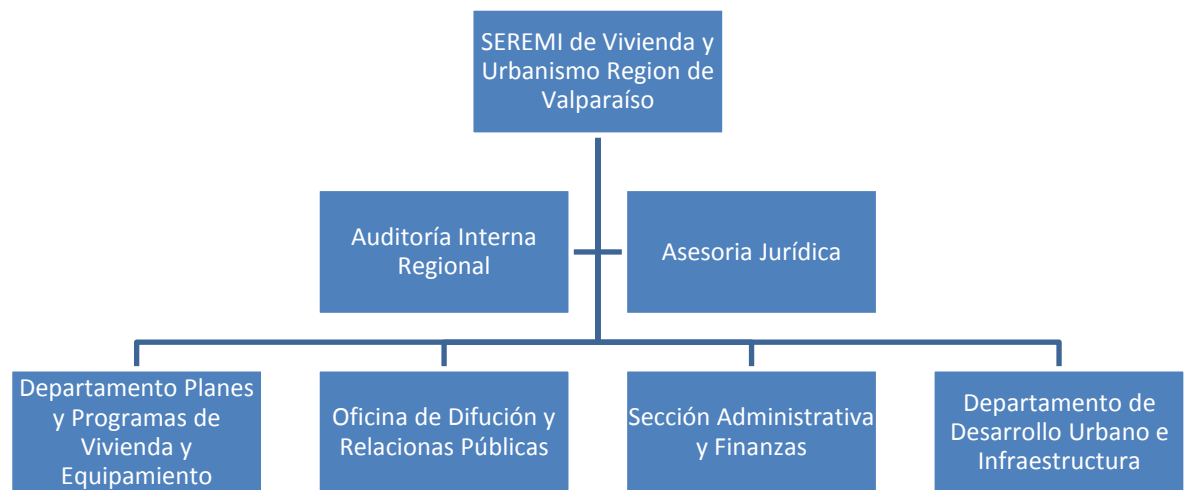 SEREMI de Vivienda y
Urbanismo Region de
Valparaíso
Auditoría Interna
Regional
Asesoria Jurídica
Departamento Planes
y Programas de
Vivienda y
Equipamiento
Oficina de Difución y
Relacionas Públicas
Sección Administrativa
y Finanzas
Departamento de
Desarrollo Urbano e
Infraestructura